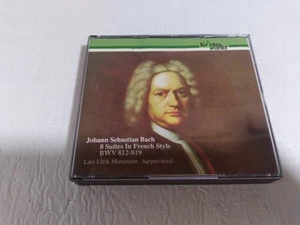 Johann Sebastian Bach
8 Suites In French Style
BWV 812-819
Lars Ulrik Mortensen harpsichord